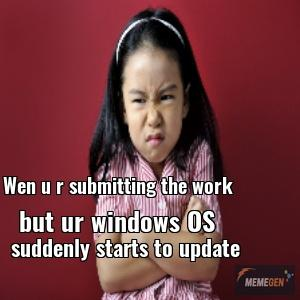 Wen u r submitting the work
but ur windows OS
suddenly starts to update
MEMEGEN